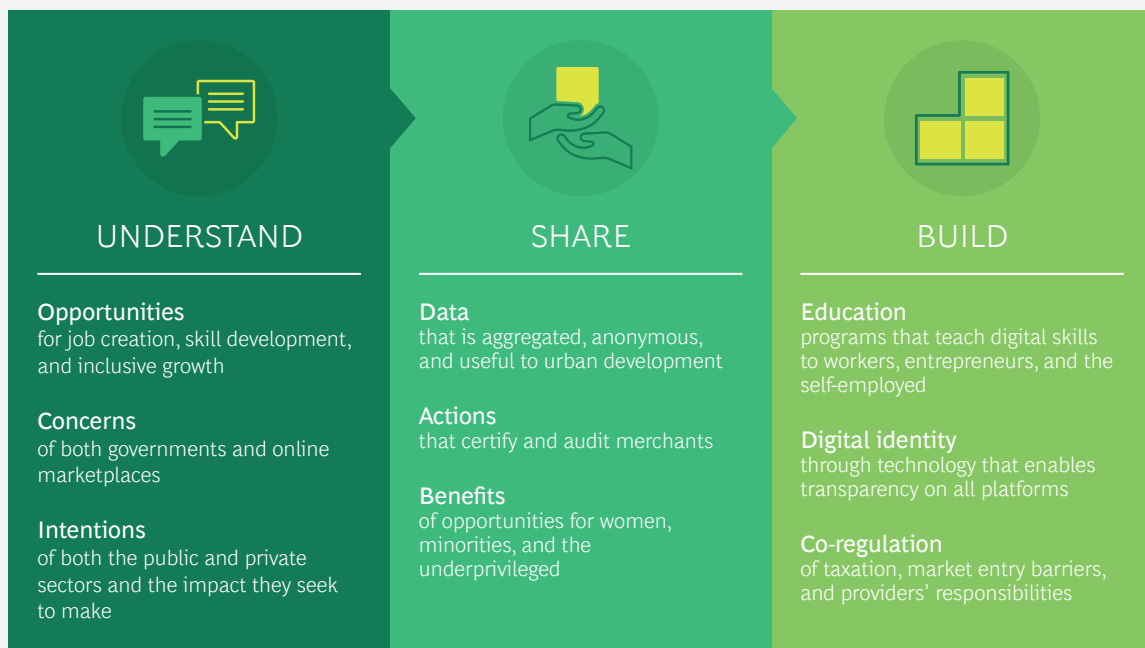 UNDERSTAND
Opportunities
for job creation, skill development,
and inclusive growth
Concerns
of both governments and online
marketplaces
Intentions
of both the public and private
sectors and the impact they seek
to make
SHARE
Data
that is aggregated, anonymous,
and useful to urban development
Actions
that certify and audit merchants
Benefits
of opportunities for women,
minorities, and the
underprivileged
BUILD
Education
programs that teach digital skills
to workers, entrepreneurs, and the
self-employed
Digital identity
through technology that enables
transparency on all platforms
Co-regulation
of taxation, market entry barriers,
and providers’ responsibilities